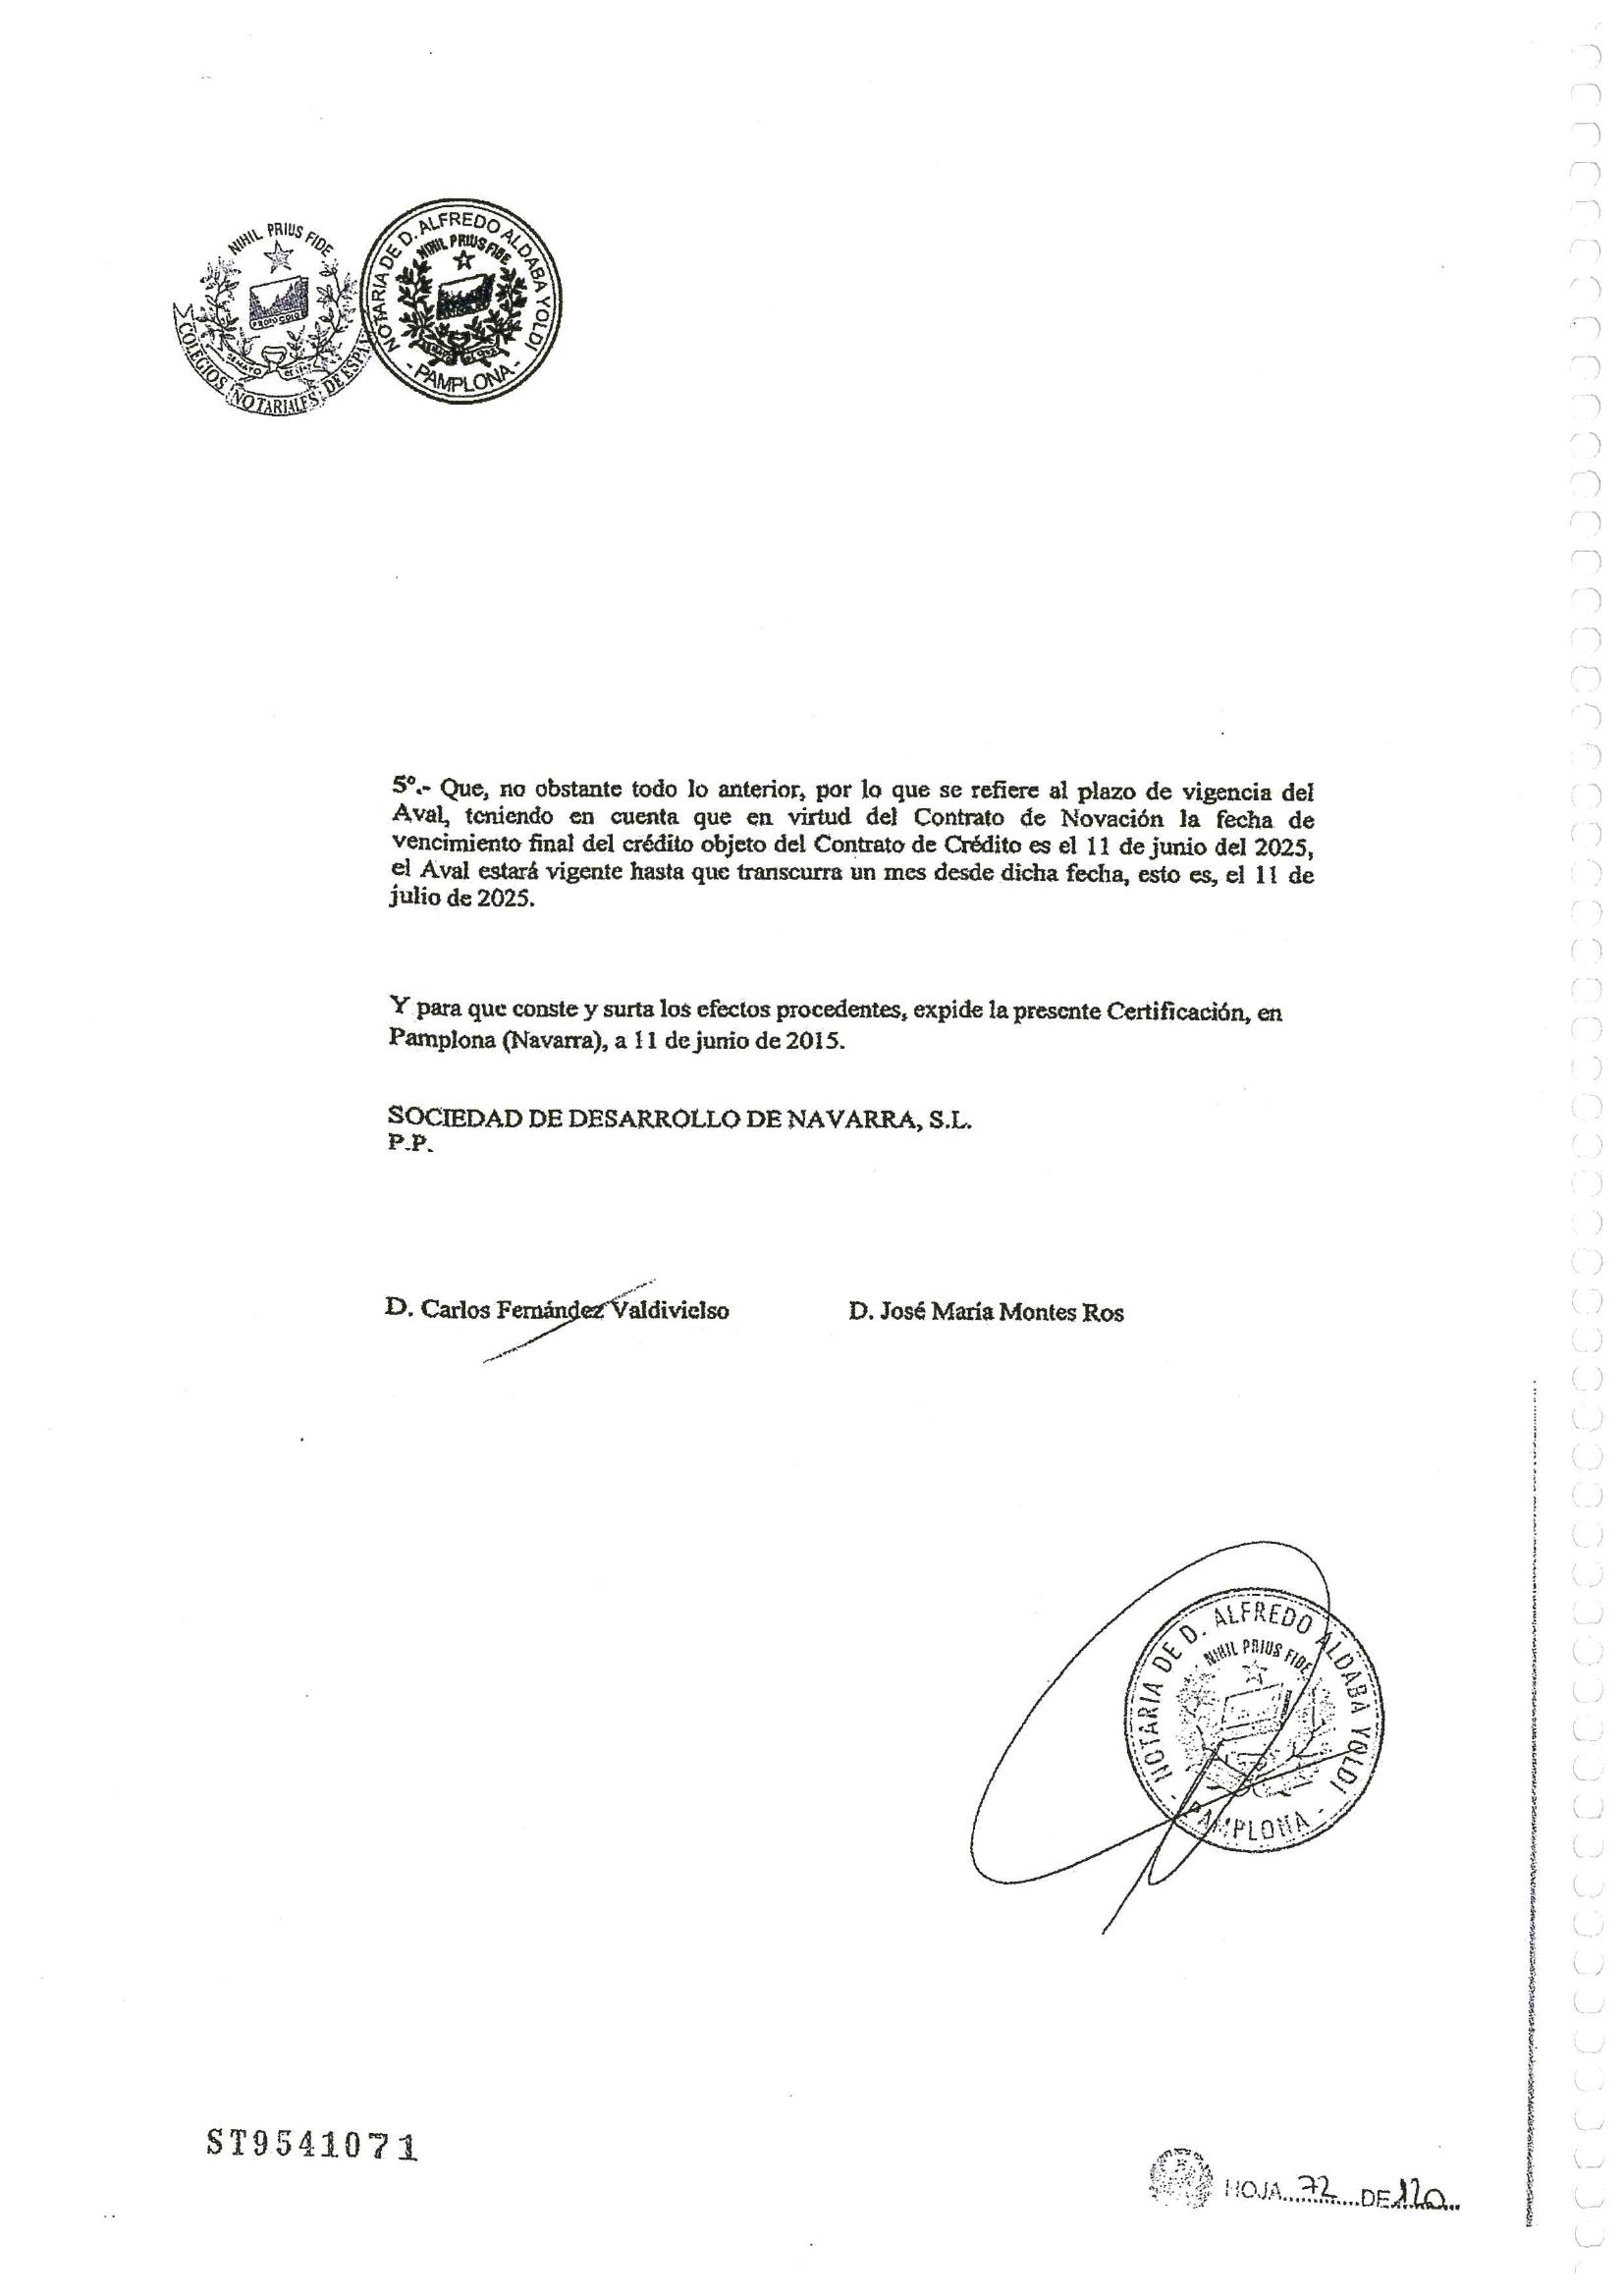 NIHIL PRIUS FIDE
PROTOCOLO
COLEGIOS NOTARIALES DE ESPAÑ
NOTARIA DE D. ALFREDO ALDABA YOLDI
NIHIL PRIUS FIDE
- PAMPLONA -
5º.- Que, no obstante todo lo anterior, por lo que se refiere al plazo de vigencia del
Aval, teniendo en cuenta que en virtud del Contrato de Novación la fecha de
vencimiento final del crédito objeto del Contrato de Crédito es el 11 de junio del 2025,
el Aval estará vigente hasta que transcurra un mes desde dicha fecha, esto es, el 11 de
julio de 2025.
Y para que conste y surta los efectos procedentes, expide la presente Certificación, en
Pamplona (Navarra), a 11 de junio de 2015.
SOCIEDAD DE DESARROLLO DE NAVARRA, S.L.
P.P.
D. Carlos Fernández Valdivielso D. José María Montes Ros
NOTARIA DE D. ALFREDO ALDABA YOLDI
NIHIL PRIUS FIDE
- PAMPLONA -
ST9541071
HOJA 72 DE 120